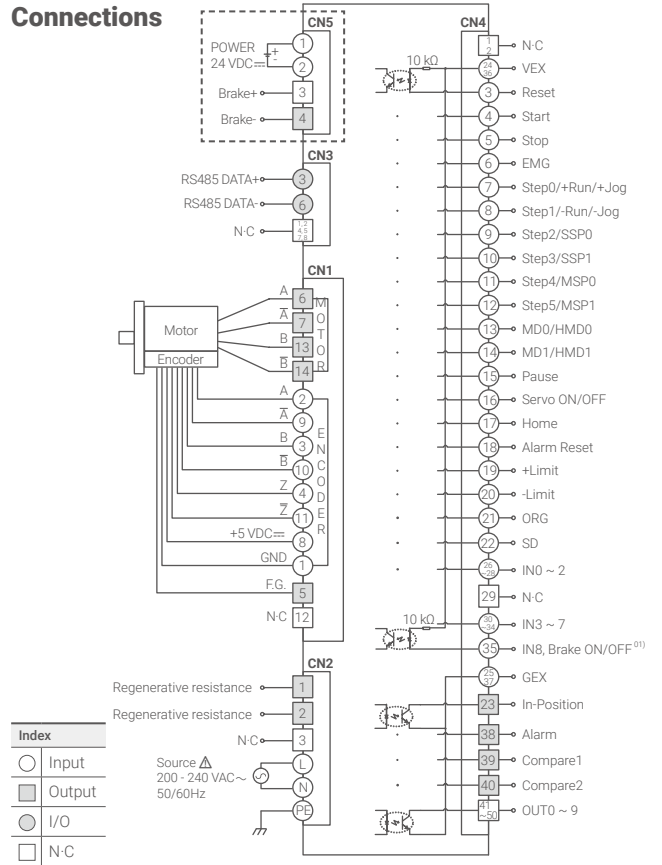 Connections
CN5
POWER
24 VDC⎓
+
-
1
2
Brake+ 3
Brake- 4
CN3
RS485 DATA+ 3
RS485 DATA- 6
N·C 1, 2 4, 5 7, 8
CN1
MOTOR
A 6
A̅ 7
B 13
B̅ 14
Motor
Encoder
ENCODER
A 2
A̅ 9
B 3
B̅ 10
Z 4
Z̅ 11
+5 VDC⎓ 8
GND 1
F.G. 5
N·C 12
CN2
Regenerative resistance 1
Regenerative resistance 2
N·C 3
Source ⚠
200 - 240 VAC～
50/60Hz
L
N
PE
Index
Input
Output
I/O
N·C
CN4
10 kΩ
1 2 N·C
24 36 VEX
3 Reset
4 Start
5 Stop
6 EMG
7 Step0/+Run/+Jog
8 Step1/-Run/-Jog
9 Step2/SSP0
10 Step3/SSP1
11 Step4/MSP0
12 Step5/MSP1
13 MD0/HMD0
14 MD1/HMD1
15 Pause
16 Servo ON/OFF
17 Home
18 Alarm Reset
19 +Limit
20 -Limit
21 ORG
22 SD
26 ~28 IN0 ~ 2
29 N·C
10 kΩ
30 ~34 IN3 ~ 7
35 IN8, Brake ON/OFF 01)
25 37 GEX
23 In-Position
38 Alarm
39 Compare1
40 Compare2
41 ~50 OUT0 ~ 9